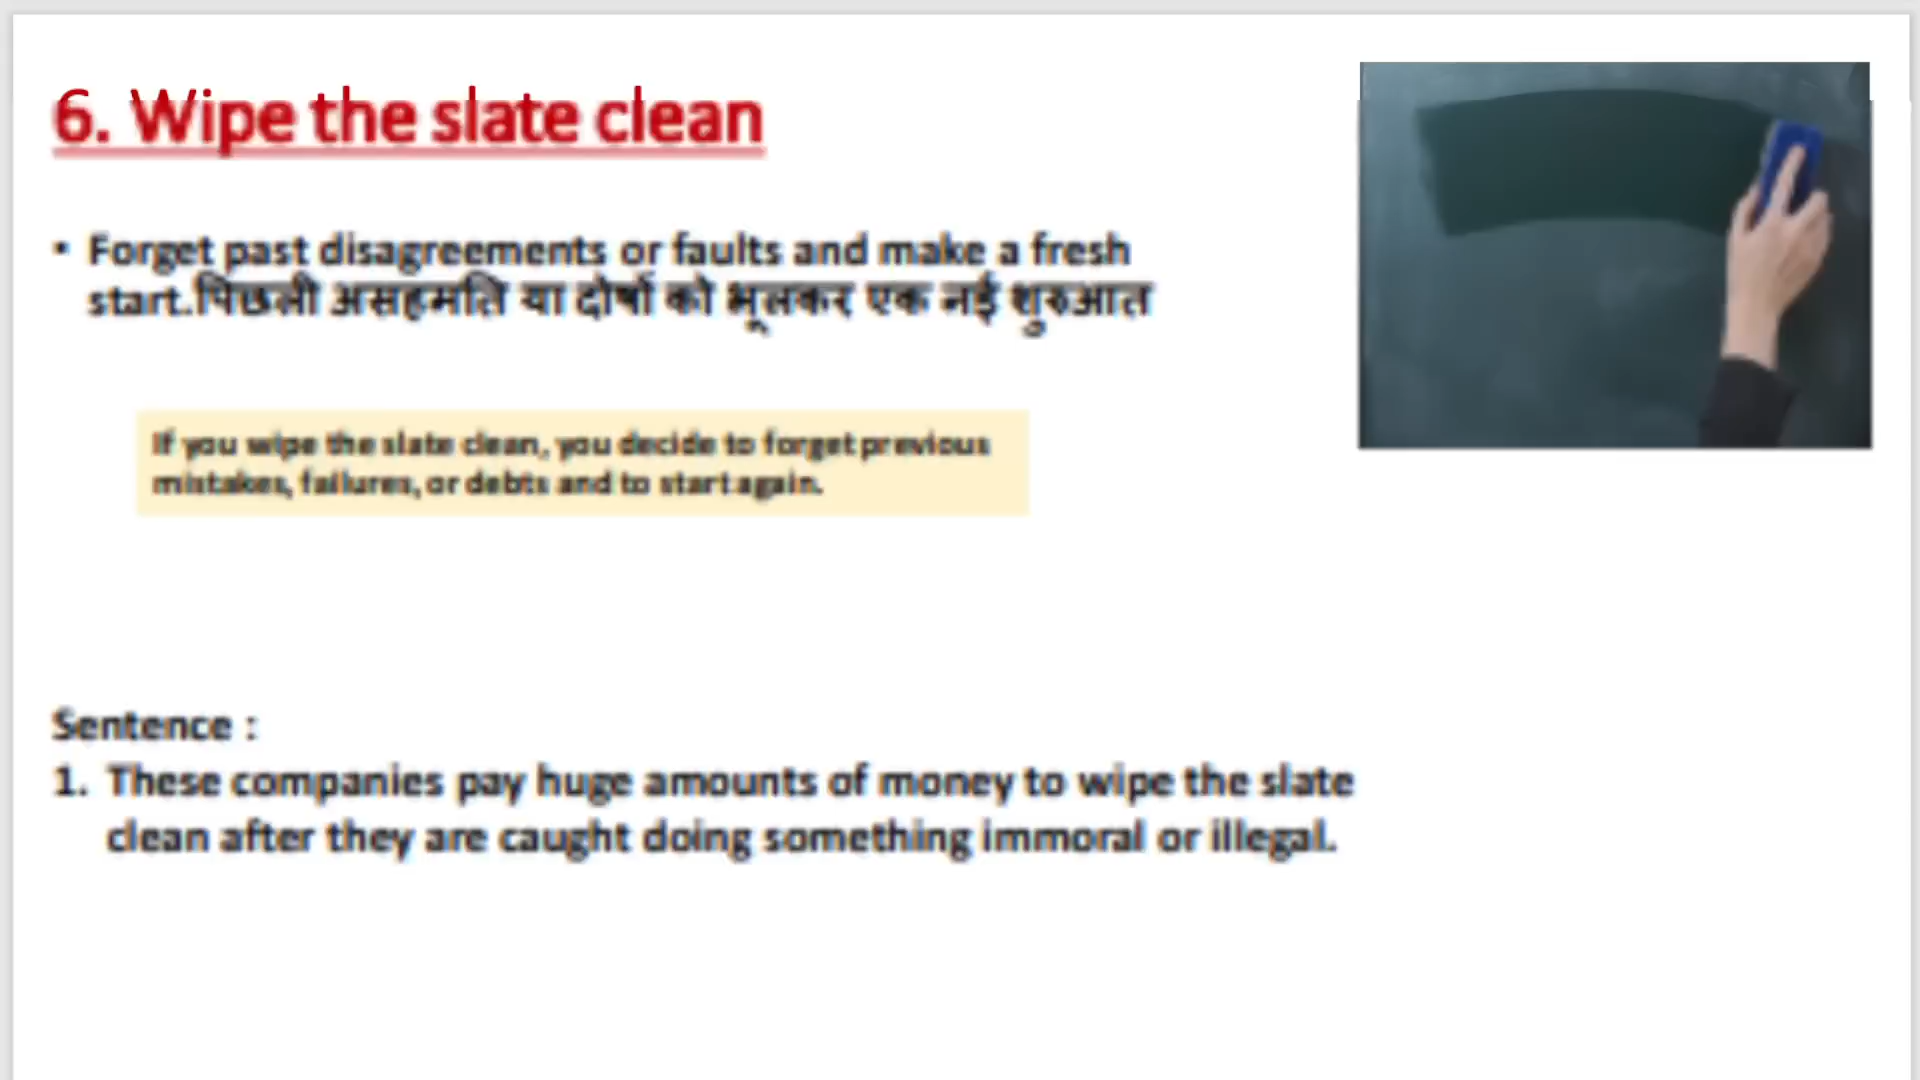 6. Wipe the slate clean
• Forget past disagreements or faults and make a fresh
start.पिछली असहमति या दोषों को भूलकर एक नई शुरुआत
If you wipe the slate clean, you decide to forget previous
mistakes, failures, or debts and to start again.
Sentence :
1. These companies pay huge amounts of money to wipe the slate
clean after they are caught doing something immoral or illegal.